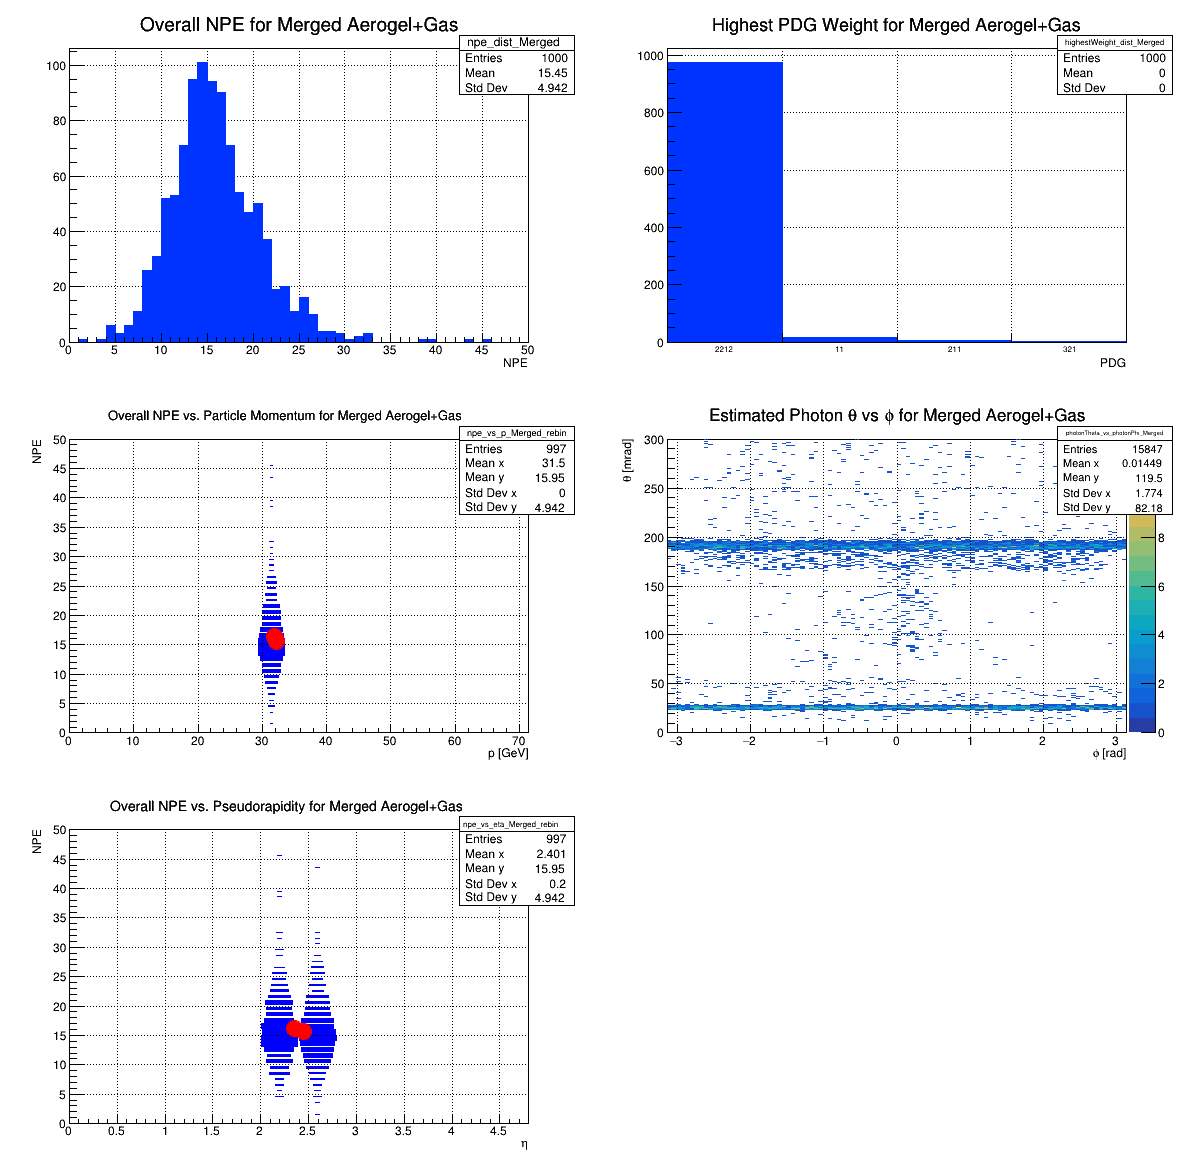 Overall NPE for Merged Aerogel+Gas
npe_dist_Merged
Entries 1000
Mean 15.45
Std Dev 4.942
100
80
60
40
20
0
0 5 10 15 20 25 30 35 40 45 50
NPE
Highest PDG Weight for Merged Aerogel+Gas
highestWeight_dist_Merged
Entries 1000
Mean 0
Std Dev 0
1000
800
600
400
200
0
2212 11 211 321
PDG
Overall NPE vs. Particle Momentum for Merged Aerogel+Gas
npe_vs_p_Merged_rebin
Entries 997
Mean x 31.5
Mean y 15.95
Std Dev x 0
Std Dev y 4.942
NPE
50
45
40
35
30
25
20
15
10
5
0
0 10 20 30 40 50 60 70
p [GeV]
Estimated Photon θ vs ϕ for Merged Aerogel+Gas
photonTheta_vs_photonPhi_Merged
Entries 15847
Mean x 0.01449
Mean y 119.5
Std Dev x 1.774
Std Dev y 82.18
θ [mrad]
300
250
200
150
100
50
0
−3 −2 −1 0 1 2 3
ϕ [rad]
8
6
4
2
0
Overall NPE vs. Pseudorapidity for Merged Aerogel+Gas
npe_vs_eta_Merged_rebin
Entries 997
Mean x 2.401
Mean y 15.95
Std Dev x 0.2
Std Dev y 4.942
NPE
50
45
40
35
30
25
20
15
10
5
0
0 0.5 1 1.5 2 2.5 3 3.5 4 4.5
η